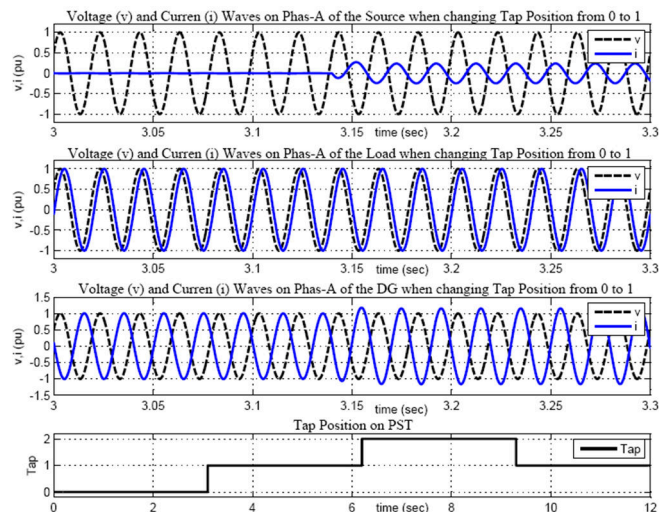 Voltage (v) and Curren (i) Waves on Phas-A of the Source when changing Tap Position from 0 to 1
1
0.5
0
-0.5
-1
v,i (pu)
v
i
3 3.05 3.1 3.15 3.2 3.25 3.3
time (sec)
Voltage (v) and Curren (i) Waves on Phas-A of the Load when changing Tap Position from 0 to 1
1
0.5
0
-0.5
-1
v,i (pu)
v
i
3 3.05 3.1 3.15 3.2 3.25 3.3
time (sec)
Voltage (v) and Curren (i) Waves on Phas-A of the DG when changing Tap Position from 0 to 1
1.5
1
0.5
0
-0.5
-1
-1.5
v,i (pu)
v
i
3 3.05 3.1 3.15 3.2 3.25 3.3
time (sec)
Tap Position on PST
2
1
0
Tap
Tap
0 2 4 6 8 10 12
time (sec)